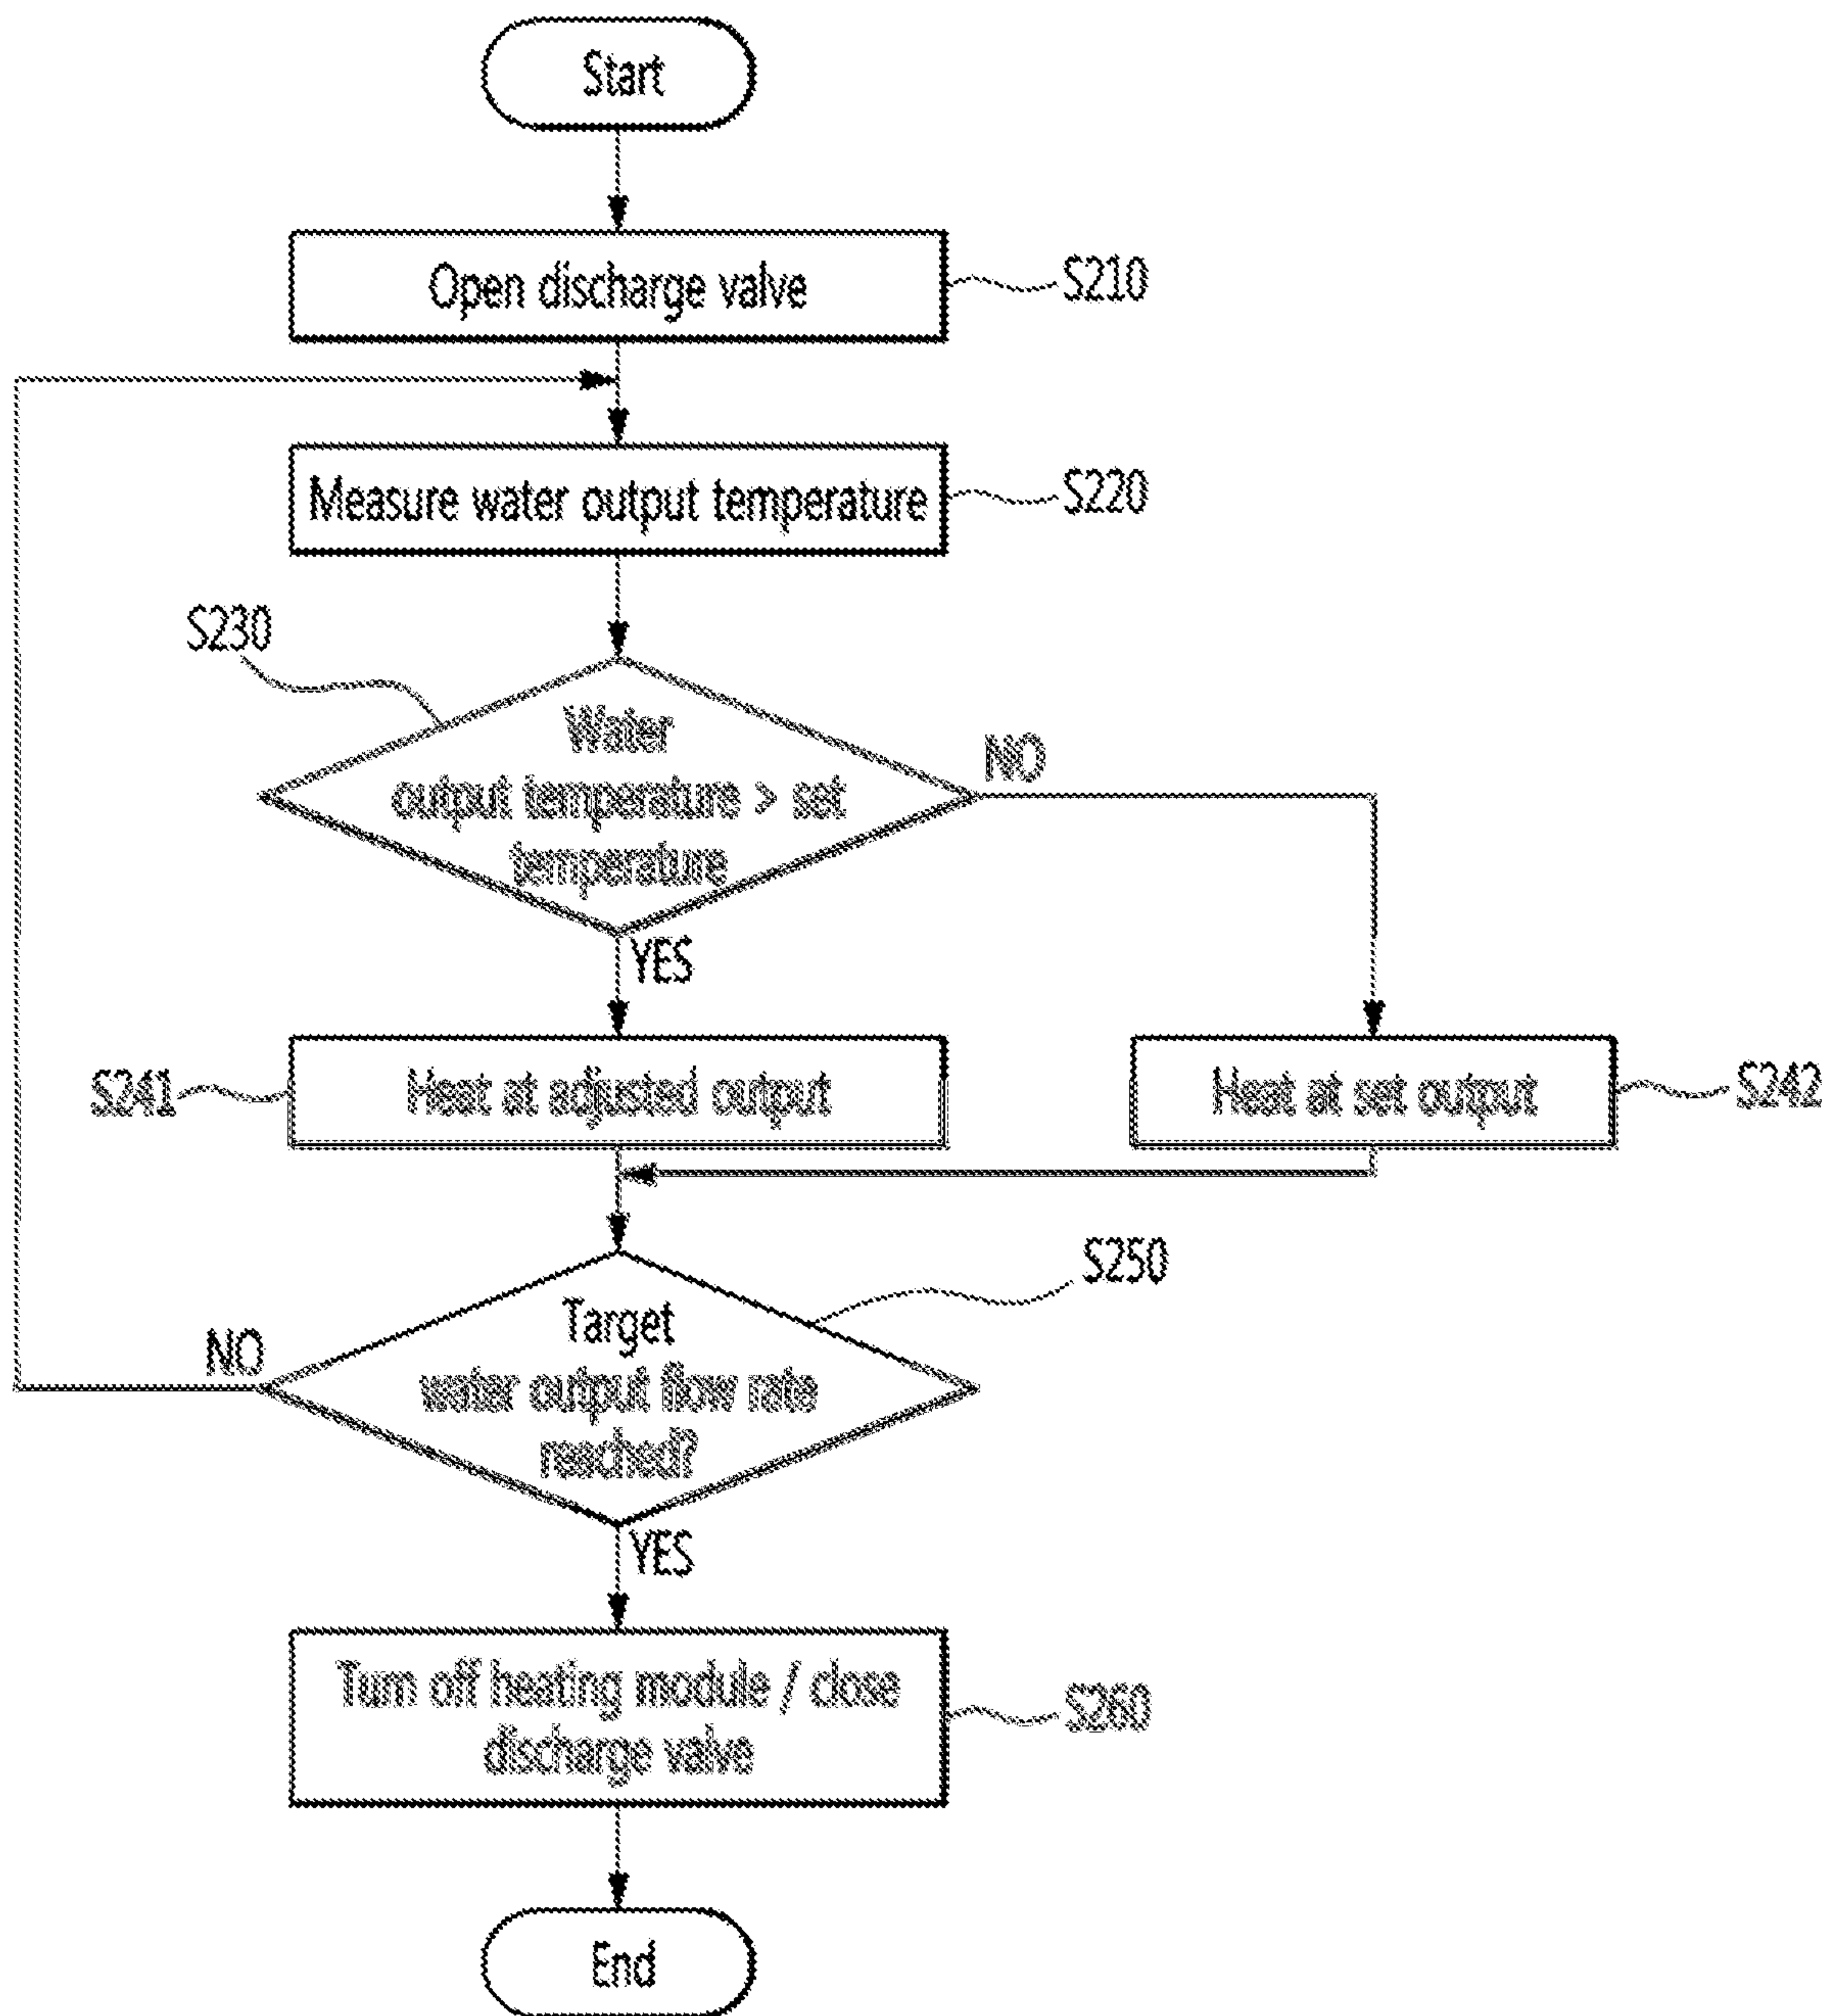 Start
Open discharge valve
S210
Measure water output temperature
S220
S230
Water
output temperature > set
temperature
NO
YES
S241
Heat at adjusted output
Heat at set output
S242
S250
Target
water output flow rate
reached?
NO
YES
Turn off heating module / close
discharge valve
S260
End